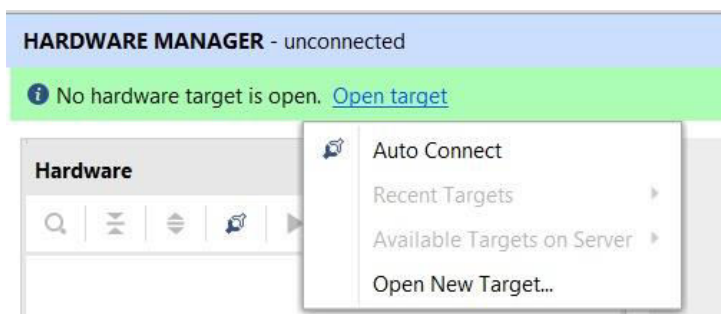 HARDWARE MANAGER - unconnected
No hardware target is open. Open target
Hardware
Auto Connect
Recent Targets
Available Targets on Server
Open New Target...